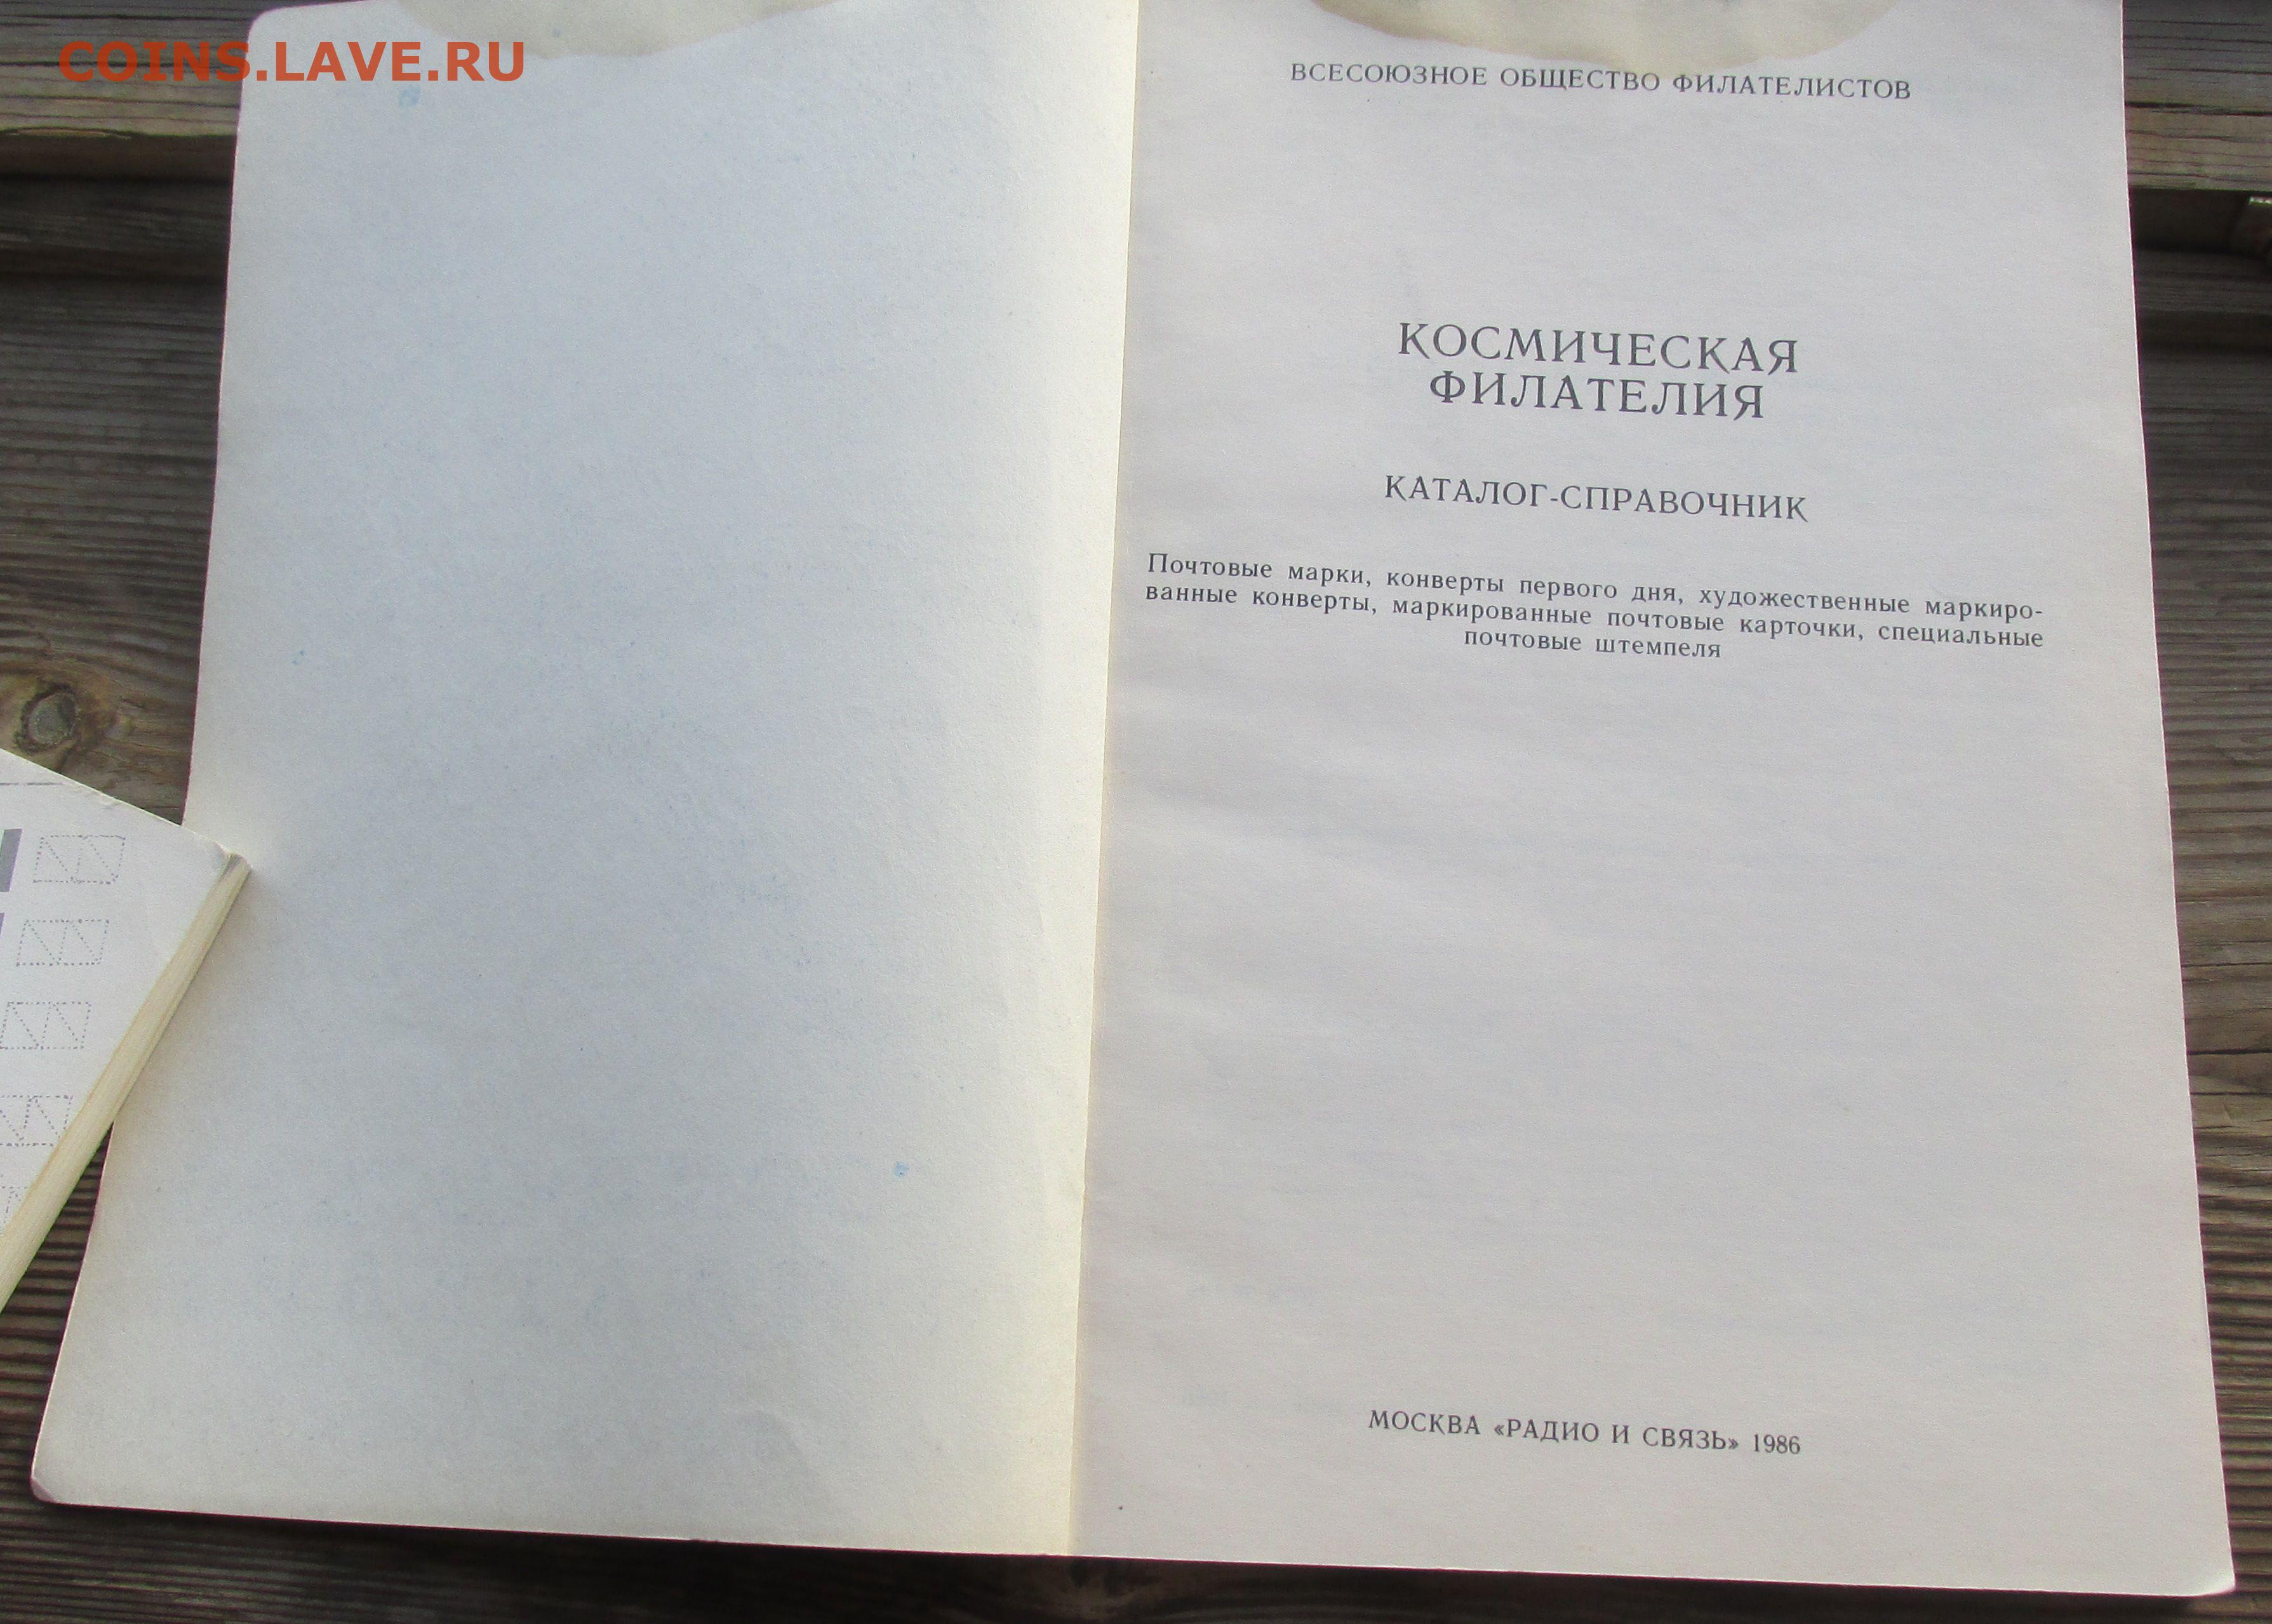 COINS.LAVE.RU
ВСЕСОЮЗНОЕ ОБЩЕСТВО ФИЛАТЕЛИСТОВ
КОСМИЧЕСКАЯ
ФИЛАТЕЛИЯ
КАТАЛОГ-СПРАВОЧНИК
Почтовые марки, конверты первого дня, художественные маркиро-
ванные конверты, маркированные почтовые карточки, специальные
почтовые штемпеля
МОСКВА «РАДИО И СВЯЗЬ» 1986